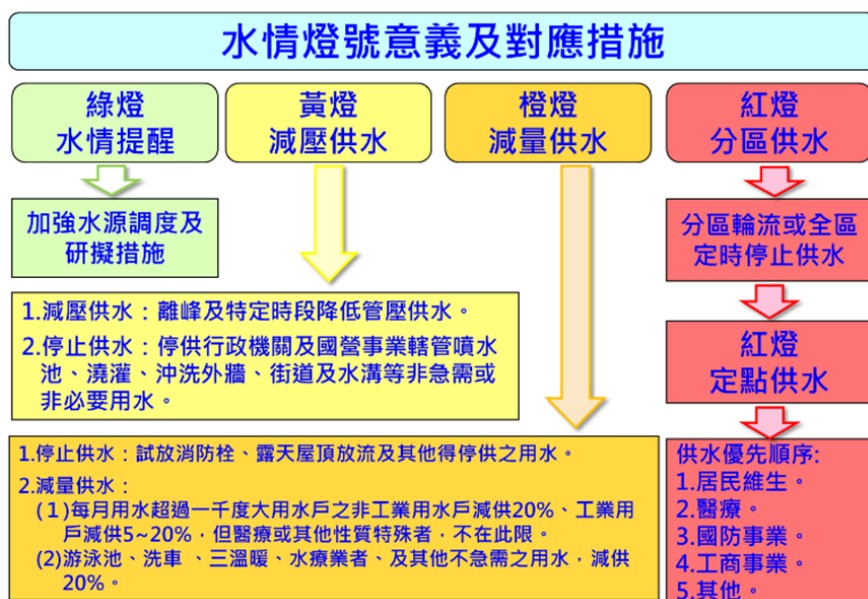 水情燈號意義及對應措施
綠燈
水情提醒
黃燈
減壓供水
橙燈
減量供水
紅燈
分區供水
加強水源調度及
研擬措施
分區輪流或全區
定時停止供水
1.減壓供水：離峰及特定時段降低管壓供水。
2.停止供水：停供行政機關及國營事業轄管噴水
池、澆灌、沖洗外牆、街道及水溝等非急需或
非必要用水。
紅燈
定點供水
1.停止供水：試放消防栓、露天屋頂放流及其他得停供之用水。
2.減量供水：
(1)每月用水超過一千度大用水戶之非工業用水戶減供20%、工業用
戶減供5~20%，但醫療或其他性質特殊者，不在此限。
(2)游泳池、洗車、三溫暖、水療業者、及其他不急需之用水，減供
20%。
供水優先順序:
1.居民維生。
2.醫療。
3.國防事業。
4.工商事業。
5.其他。